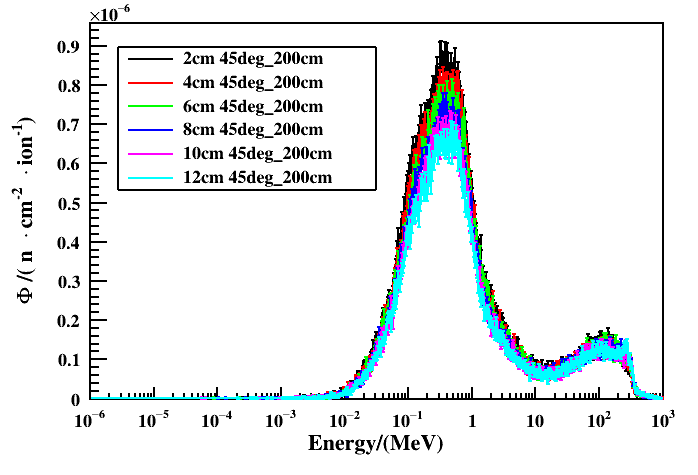 ×10⁻⁶
0.9
0.8
0.7
0.6
0.5
0.4
0.3
0.2
0.1
0
Φ /( n · cm⁻² · ion⁻¹)
2cm 45deg_200cm
4cm 45deg_200cm
6cm 45deg_200cm
8cm 45deg_200cm
10cm 45deg_200cm
12cm 45deg_200cm
10⁻⁶ 10⁻⁵ 10⁻⁴ 10⁻³ 10⁻² 10⁻¹ 1 10 10² 10³
Energy/(MeV)